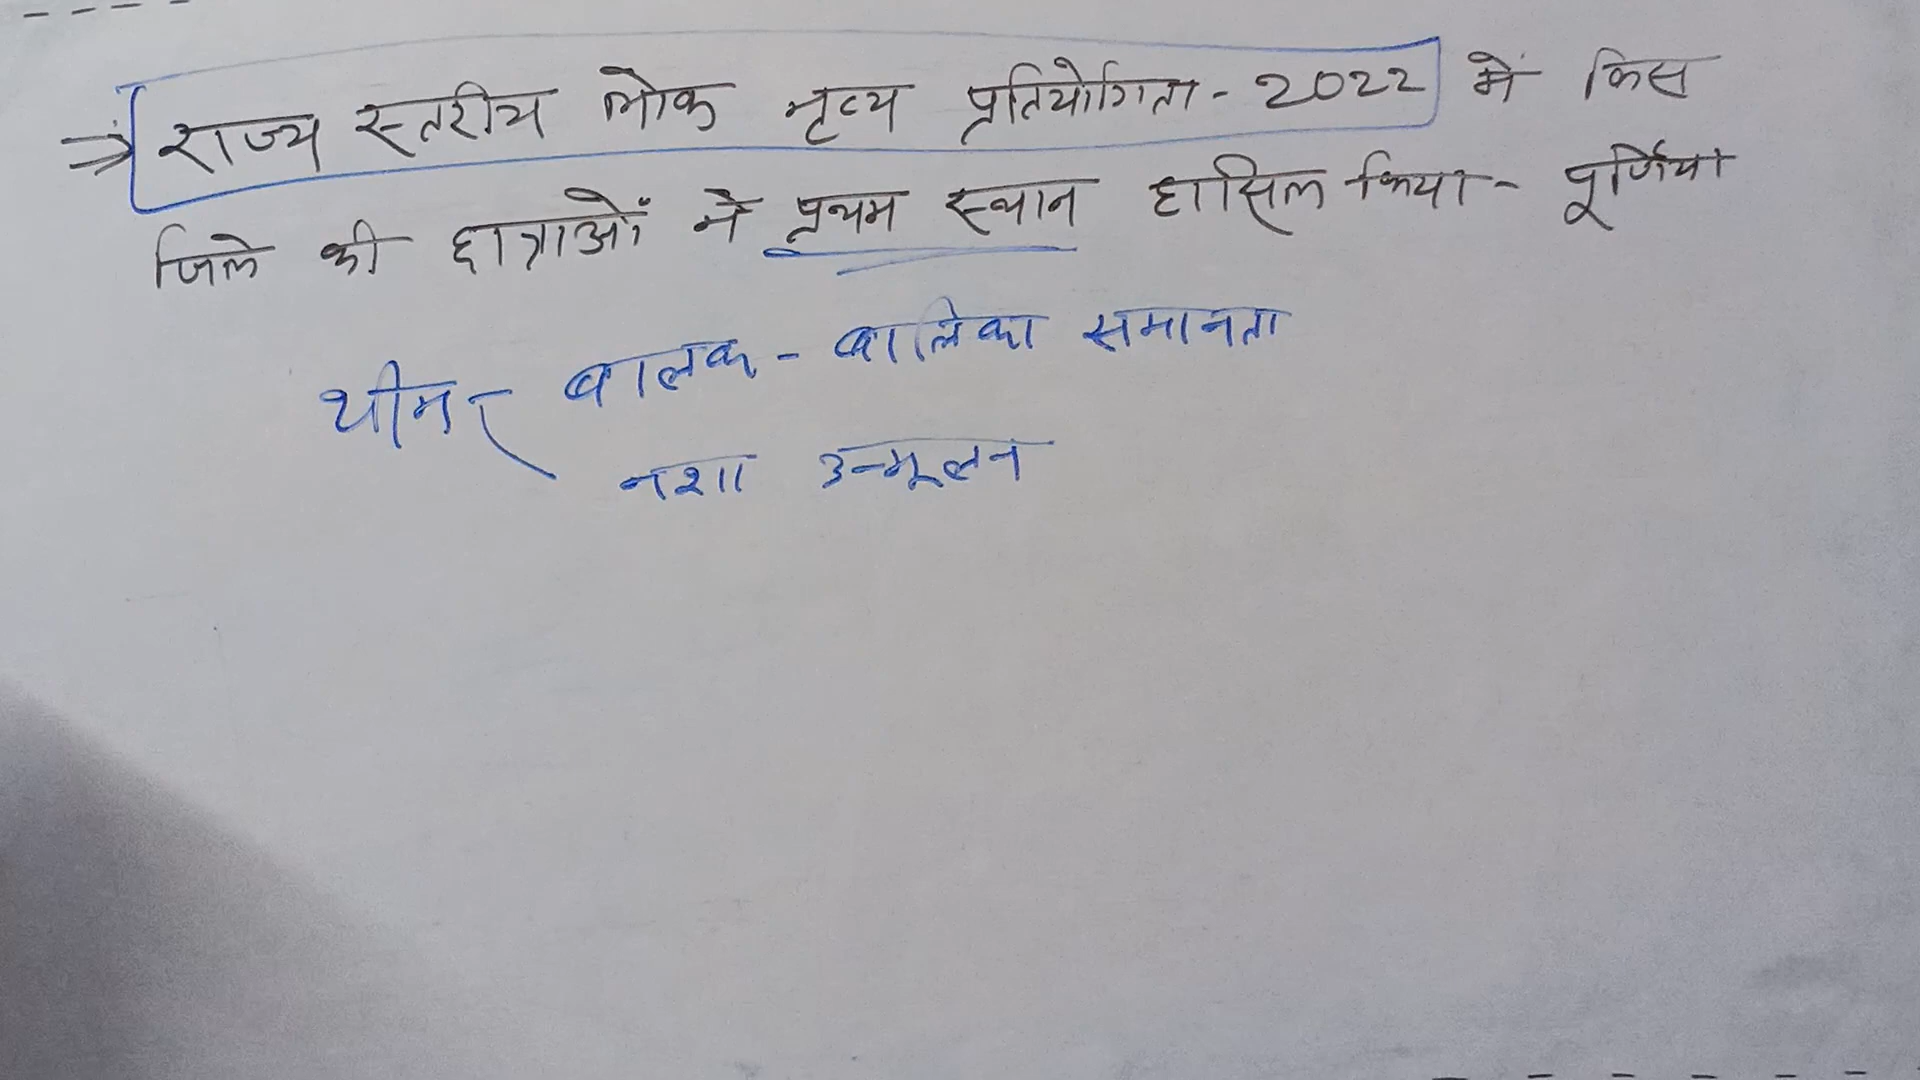 ⇒ राज्य स्तरीय लोक नृत्य प्रतियोगिता - 2022 में किस
जिले की छात्राओं ने प्रथम स्थान हासिल किया - पूर्णिया
थीम बालक - बालिका समानता
नशा उन्मूलन